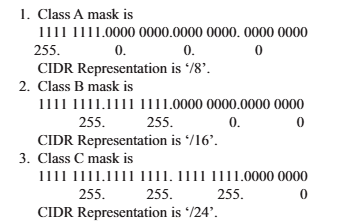 1. Class A mask is
1111 1111.0000 0000.0000 0000. 0000 0000
255. 0. 0. 0
CIDR Representation is ‘/8’.
2. Class B mask is
1111 1111.1111 1111.0000 0000.0000 0000
255. 255. 0. 0
CIDR Representation is ‘/16’.
3. Class C mask is
1111 1111.1111 1111. 1111 1111.0000 0000
255. 255. 255. 0
CIDR Representation is ‘/24’.